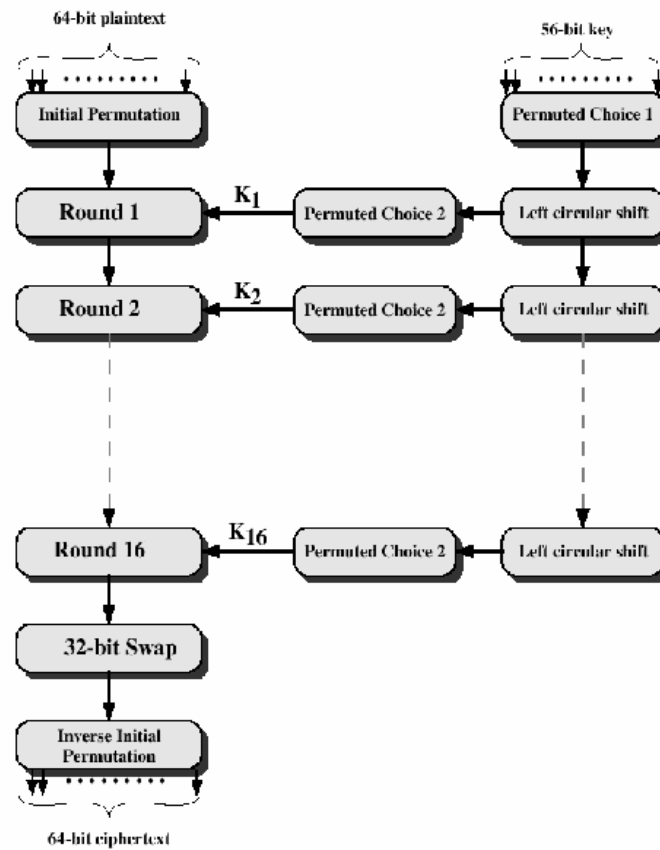 64-bit plaintext
56-bit key
Initial Permutation
Permuted Choice 1
Round 1
K1
Permuted Choice 2
Left circular shift
Round 2
K2
Permuted Choice 2
Left circular shift
Round 16
K16
Permuted Choice 2
Left circular shift
32-bit Swap
Inverse Initial
Permutation
64-bit ciphertext